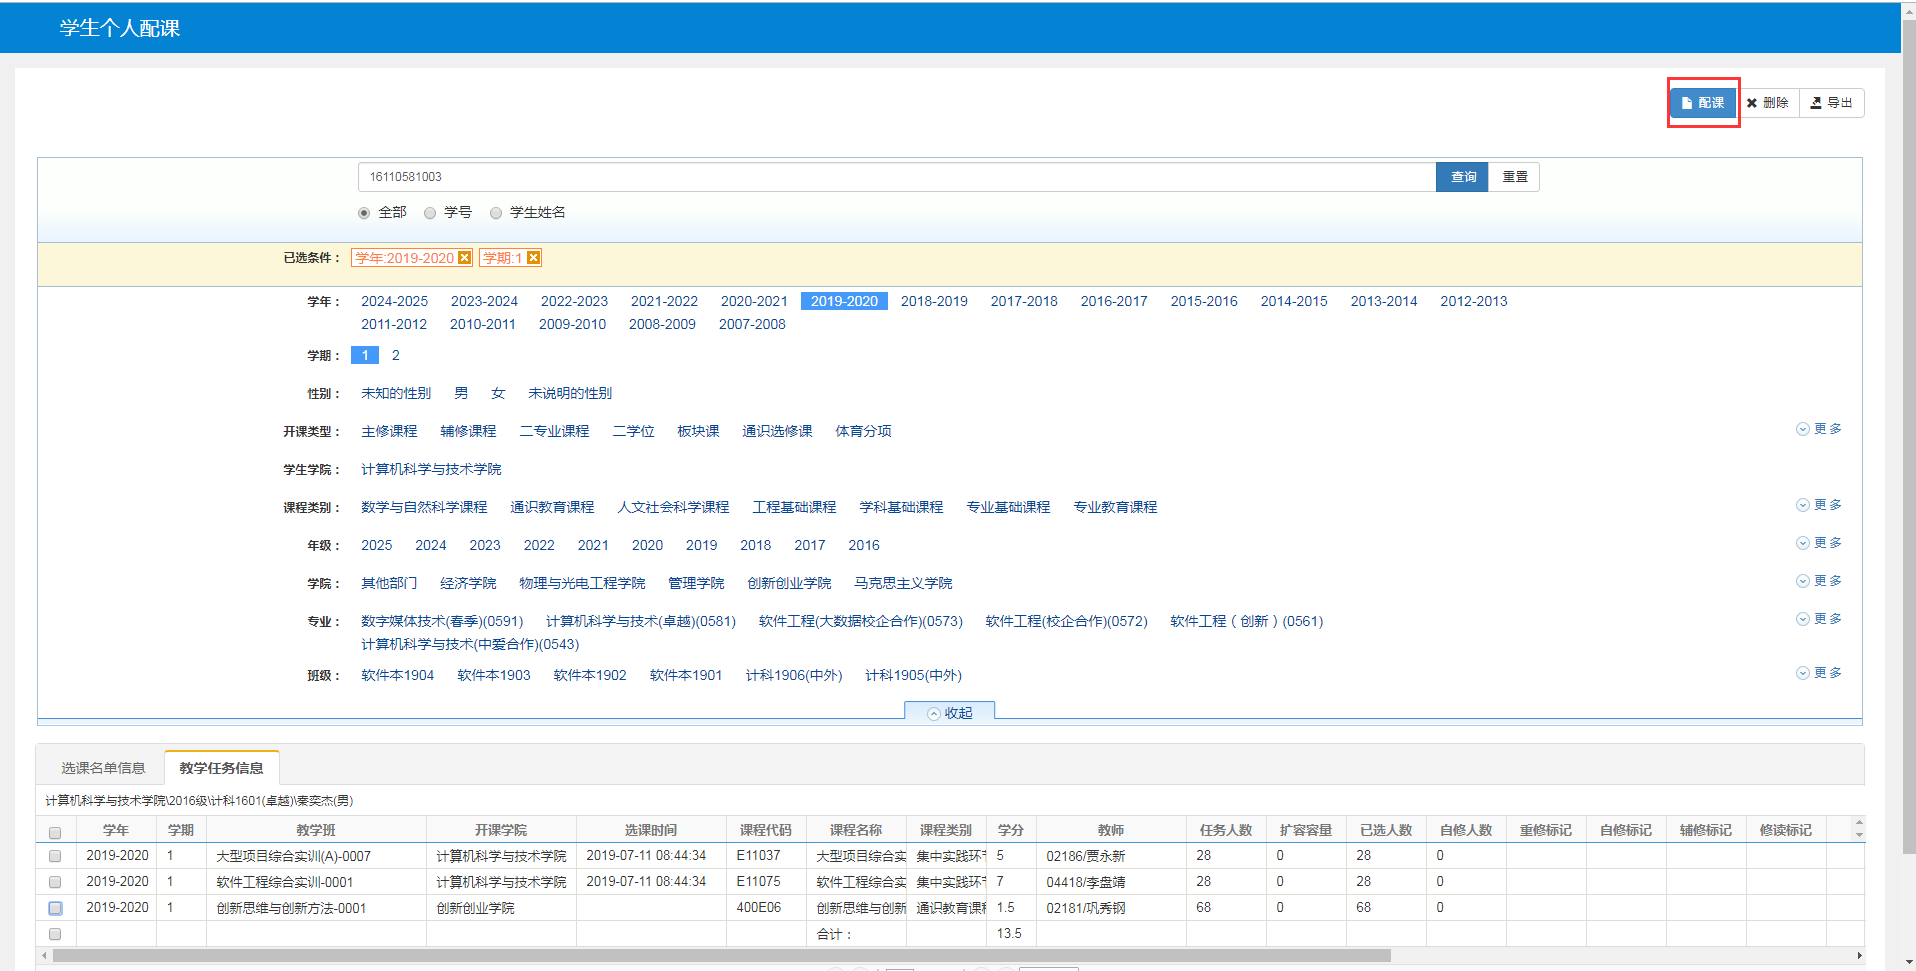 学生个人配课
配课 删除 导出
16110581003 查询 重置
全部 学号 学生姓名
已选条件： 学年:2019-2020 学期:1
学年： 2024-2025 2023-2024 2022-2023 2021-2022 2020-2021 2019-2020 2018-2019 2017-2018 2016-2017 2015-2016 2014-2015 2013-2014 2012-2013
2011-2012 2010-2011 2009-2010 2008-2009 2007-2008
学期： 1 2
性别： 未知的性别 男 女 未说明的性别
开课类型： 主修课程 辅修课程 二专业课程 二学位 板块课 通识选修课 体育分项 更多
学生学院： 计算机科学与技术学院
课程类别： 数学与自然科学课程 通识教育课程 人文社会科学课程 工程基础课程 学科基础课程 专业基础课程 专业教育课程 更多
年级： 2025 2024 2023 2022 2021 2020 2019 2018 2017 2016 更多
学院： 其他部门 经济学院 物理与光电工程学院 管理学院 创新创业学院 马克思主义学院 更多
专业： 数字媒体技术(春季)(0591) 计算机科学与技术(卓越)(0581) 软件工程(大数据校企合作)(0573) 软件工程(校企合作)(0572) 软件工程（创新）(0561) 更多
计算机科学与技术(中爱合作)(0543)
班级： 软件本1904 软件本1903 软件本1902 软件本1901 计科1906(中外) 计科1905(中外) 更多
收起
选课名单信息 教学任务信息
计算机科学与技术学院\2016级\计科1601(卓越)\秦奕杰(男)
学年 学期 教学班 开课学院 选课时间 课程代码 课程名称 课程类别 学分 教师 任务人数 扩容容量 已选人数 自修人数 重修标记 自修标记 辅修标记 修读标记
2019-2020 1 大型项目综合实训(A)-0007 计算机科学与技术学院 2019-07-11 08:44:34 E11037 大型项目综合实 集中实践环节 5 02186/贾永新 28 0 28 0
2019-2020 1 软件工程综合实训-0001 计算机科学与技术学院 2019-07-11 08:44:34 E11075 软件工程综合实 集中实践环节 7 04418/李盘靖 28 0 28 0
2019-2020 1 创新思维与创新方法-0001 创新创业学院 400E06 创新思维与创新 通识教育课程 1.5 02181/巩秀钢 68 0 68 0
合计： 13.5